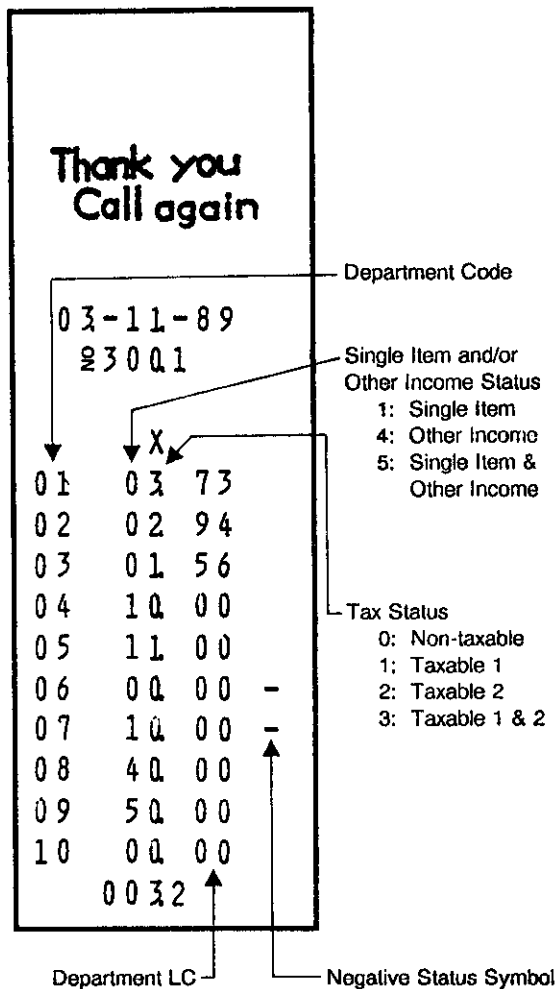 Thank you
Call again
Department Code
03-11-89
№3001
Single Item and/or
Other Income Status
1: Single Item
4: Other Income
5: Single Item &
Other Income
X
01 03. 73
02 02 94
03 01. 56
04 10. 00
05 11. 00
06 00. 00 -
07 10. 00 -
08 40. 00
09 50. 00
10 00. 00
0032
Tax Status
0: Non-taxable
1: Taxable 1
2: Taxable 2
3: Taxable 1 & 2
Department LC
Negative Status Symbol